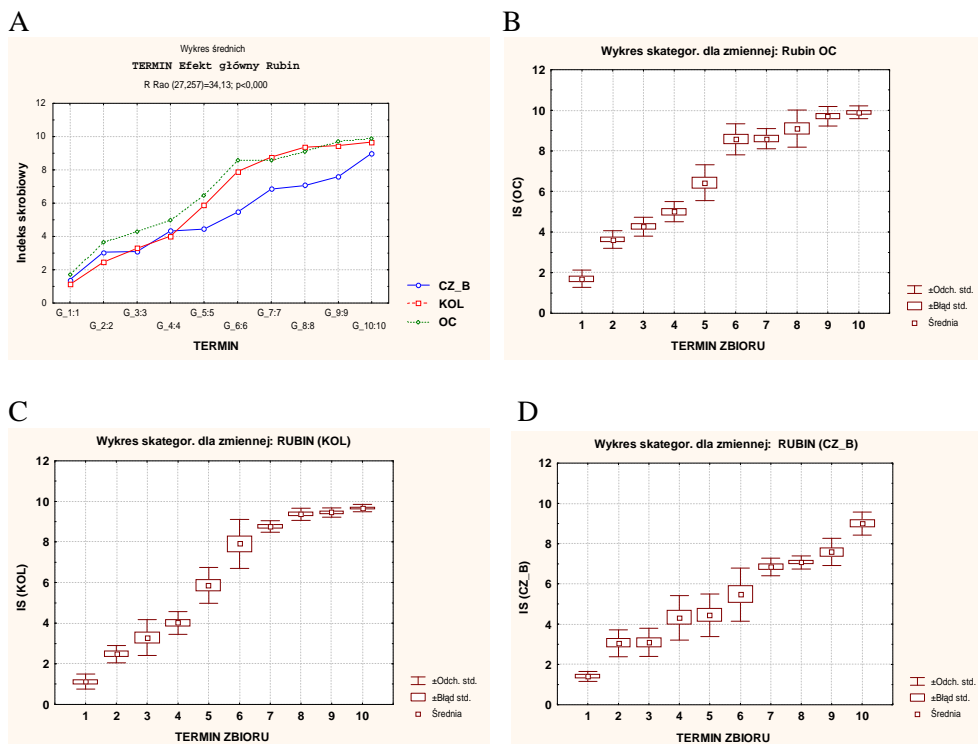 A
Wykres średnich
TERMIN Efekt główny Rubin
R Rao (27,257)=34,13; p<0,000
Indeks skrobiowy
12
10
8
6
4
2
0
G_1:1
G_2:2
G_3:3
G_4:4
G_5:5
G_6:6
G_7:7
G_8:8
G_9:9
G_10:10
TERMIN
CZ_B
KOL
OC
B
Wykres skategor. dla zmiennej: Rubin OC
IS (OC)
12
10
8
6
4
2
0
1 2 3 4 5 6 7 8 9 10
TERMIN ZBIORU
±Odch. std.
±Błąd std.
Średnia
C
Wykres skategor. dla zmiennej: RUBIN (KOL)
IS (KOL)
12
10
8
6
4
2
0
1 2 3 4 5 6 7 8 9 10
TERMIN ZBIORU
±Odch. std.
±Błąd std.
Średnia
D
Wykres skategor. dla zmiennej: RUBIN (CZ_B)
IS (CZ_B)
12
10
8
6
4
2
0
1 2 3 4 5 6 7 8 9 10
TERMIN ZBIORU
±Odch. std.
±Błąd std.
Średnia